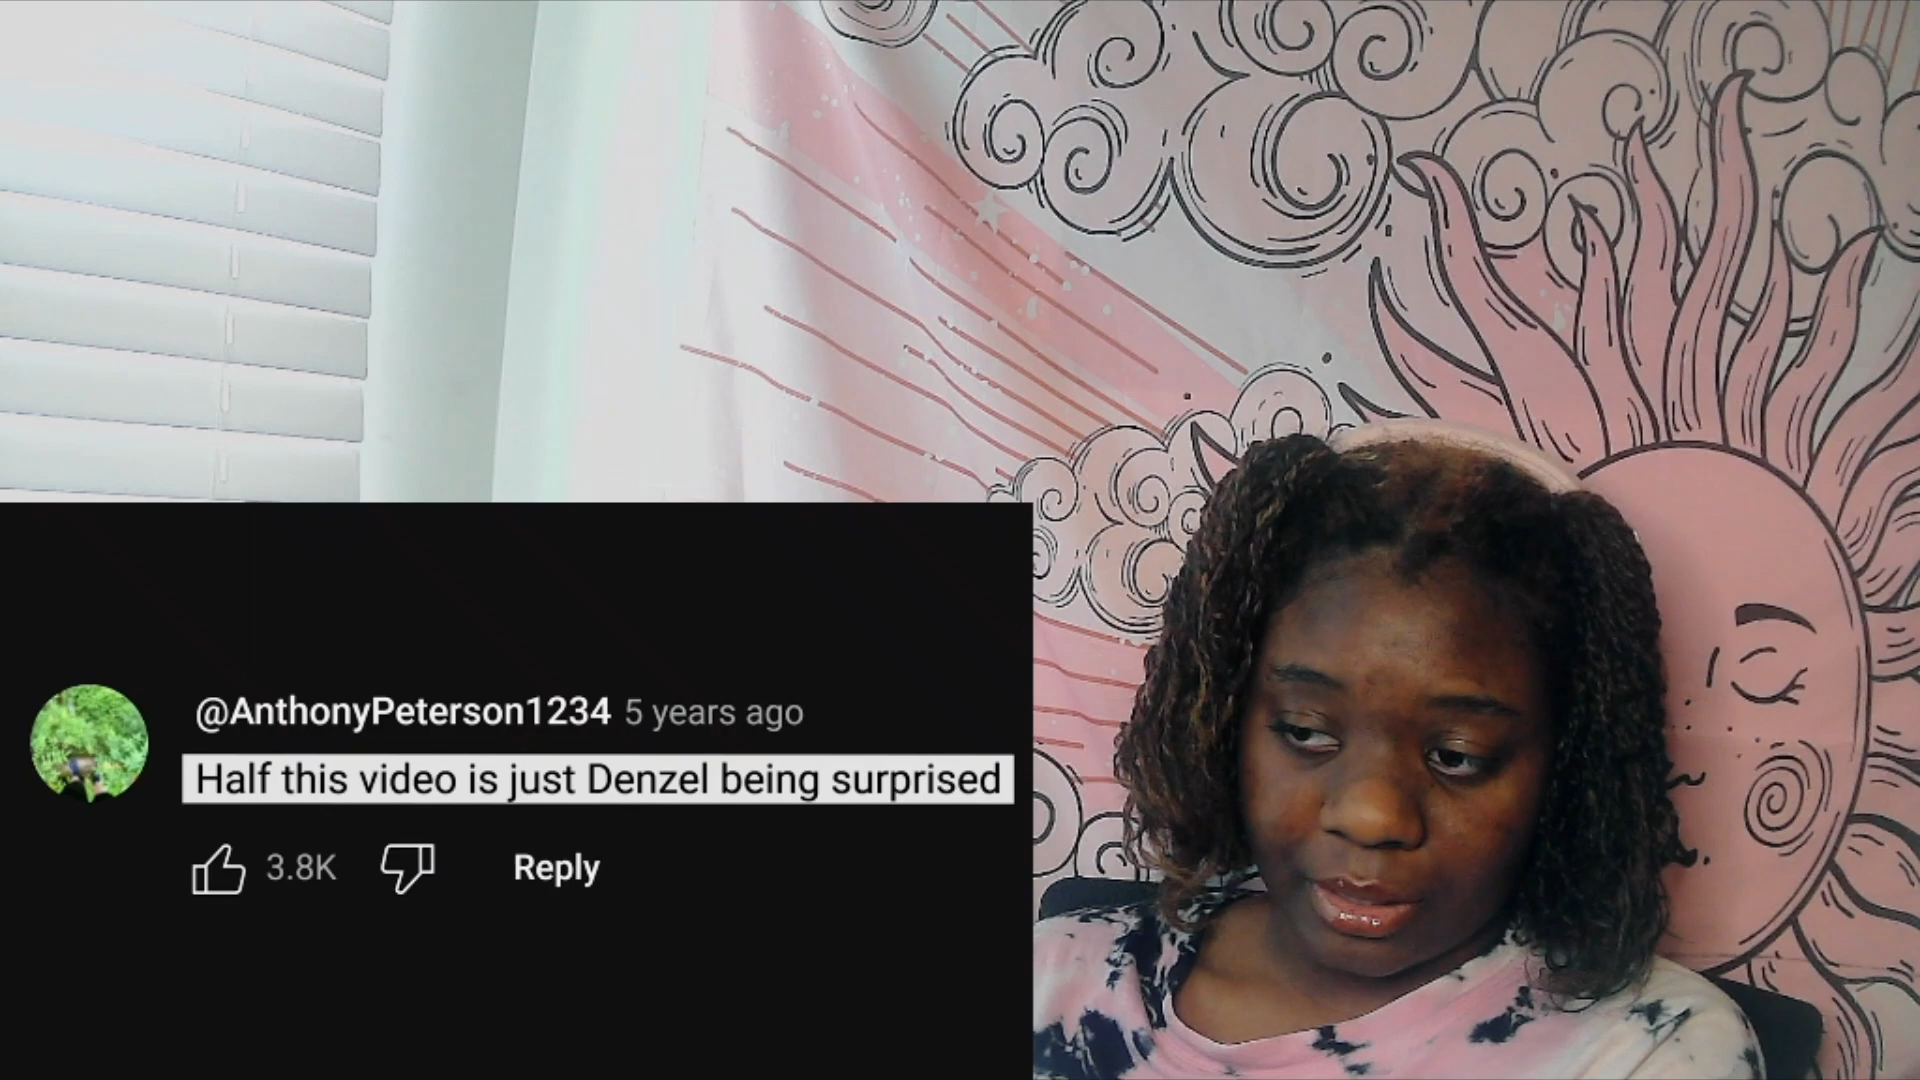 @AnthonyPeterson1234 5 years ago
Half this video is just Denzel being surprised
3.8K Reply